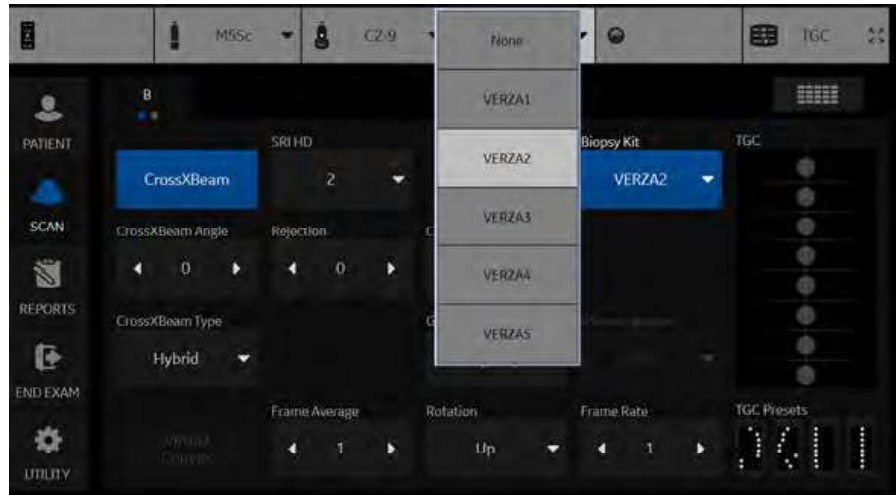 M5Sc
C2-9
TGC
None
VERZA1
VERZA2
VERZA3
VERZA4
VERZA5
PATIENT
SCAN
REPORTS
END EXAM
UTILITY
B
SRI HD
Biopsy Kit
TGC
CrossXBeam
2
VERZA2
CrossXBeam Angle
Rejection
C
0
0
CrossXBeam Type
G
Hybrid
Frame Average
Rotation
Frame Rate
TGC Presets
Virtual
Convex
1
Up
1